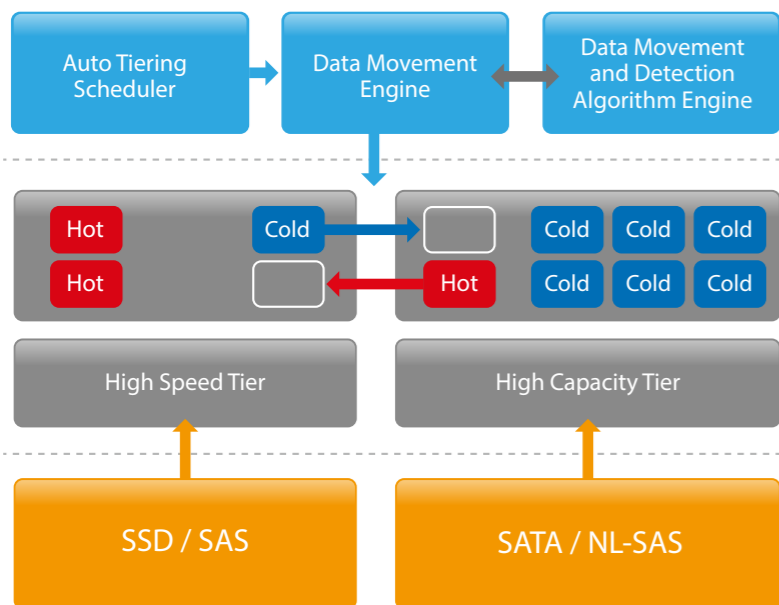 Auto Tiering
Scheduler
Data Movement
Engine
Data Movement
and Detection
Algorithm Engine
Hot
Cold
Cold
Cold
Cold
Hot
Hot
Cold
Cold
Cold
High Speed Tier
High Capacity Tier
SSD / SAS
SATA / NL-SAS